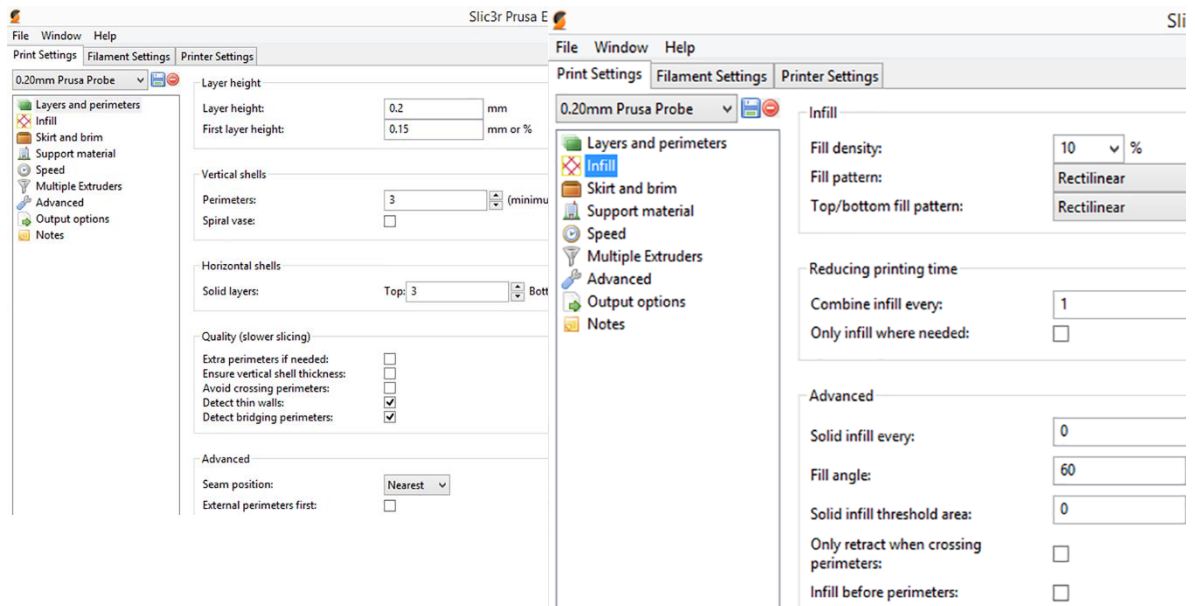 Slic3r Prusa E
File Window Help
Print Settings Filament Settings Printer Settings
0.20mm Prusa Probe
Layers and perimeters
Infill
Skirt and brim
Support material
Speed
Multiple Extruders
Advanced
Output options
Notes
Layer height
Layer height: 0.2 mm
First layer height: 0.15 mm or %
Vertical shells
Perimeters: 3 (minimu
Spiral vase:
Horizontal shells
Solid layers: Top: 3 Bott
Quality (slower slicing)
Extra perimeters if needed:
Ensure vertical shell thickness:
Avoid crossing perimeters:
Detect thin walls:
Detect bridging perimeters:
Advanced
Seam position: Nearest
External perimeters first:
Sli
File Window Help
Print Settings Filament Settings Printer Settings
0.20mm Prusa Probe
Layers and perimeters
Infill
Skirt and brim
Support material
Speed
Multiple Extruders
Advanced
Output options
Notes
Infill
Fill density: 10 %
Fill pattern: Rectilinear
Top/bottom fill pattern: Rectilinear
Reducing printing time
Combine infill every: 1
Only infill where needed:
Advanced
Solid infill every: 0
Fill angle: 60
Solid infill threshold area: 0
Only retract when crossing
perimeters:
Infill before perimeters: